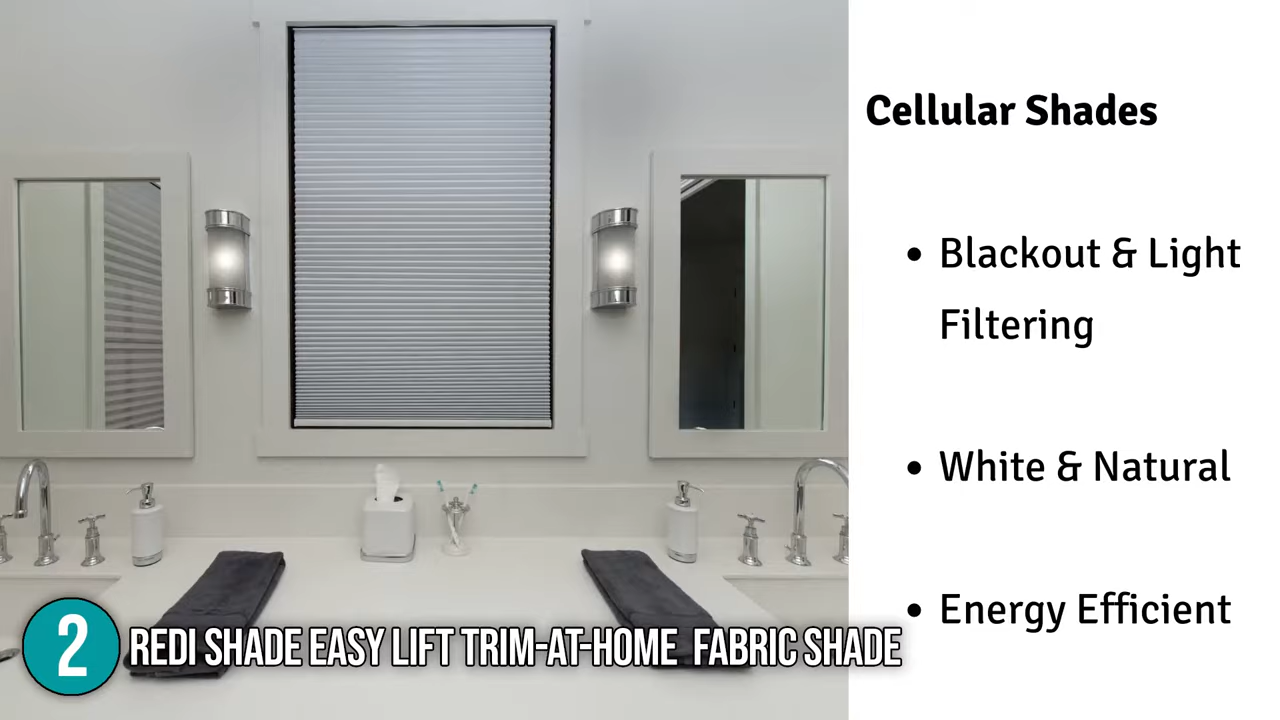 Cellular Shades
• Blackout & Light
Filtering
• White & Natural
• Energy Efficient
2 REDI SHADE EASY LIFT TRIM-AT-HOME FABRIC SHADE